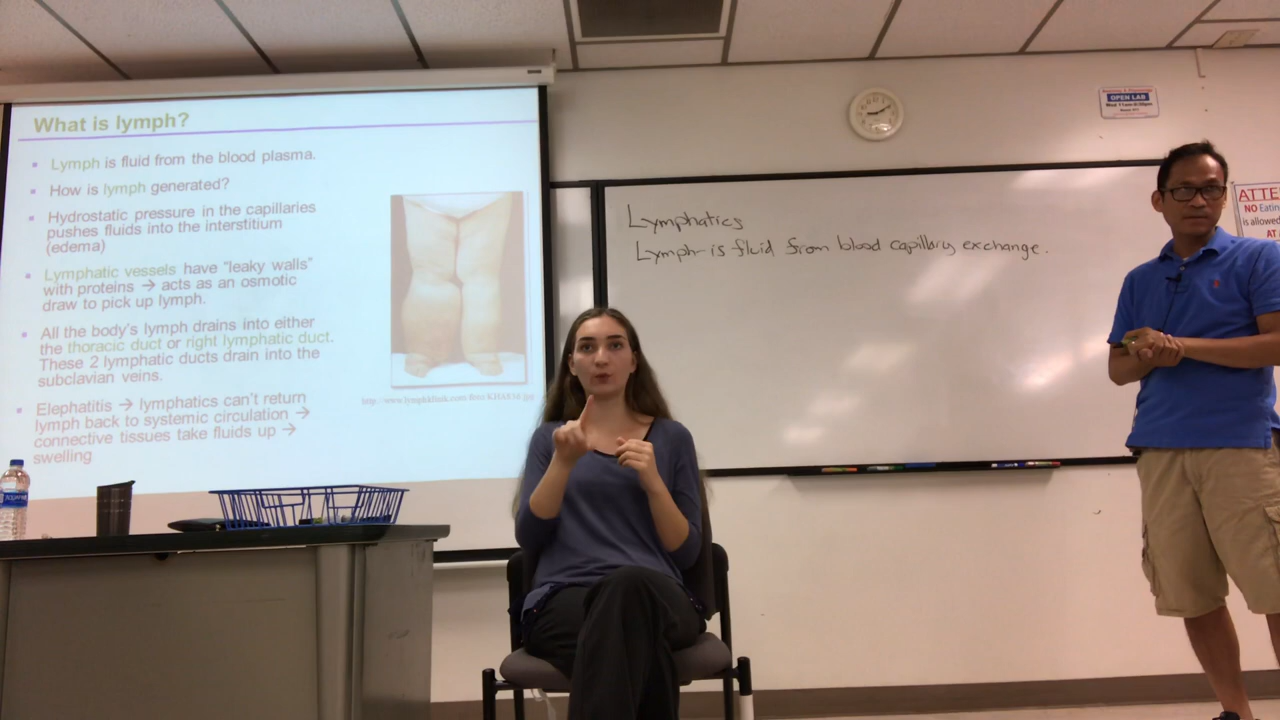 What is lymph?
Lymph is fluid from the blood plasma.
How is lymph generated?
Hydrostatic pressure in the capillaries
pushes fluids into the interstitium
(edema)
Lymphatic vessels have "leaky walls"
with proteins → acts as an osmotic
draw to pick up lymph.
All the body's lymph drains into either
the thoracic duct or right lymphatic duct.
These 2 lymphatic ducts drain into the
subclavian veins.
Elephatitis → lymphatics can't return
lymph back to systemic circulation →
connective tissues take fluids up →
swelling
Lymphatics
Lymph is fluid from blood capillary exchange.
OPEN LAB
ATTE
NO Eatin
is allowed
AT